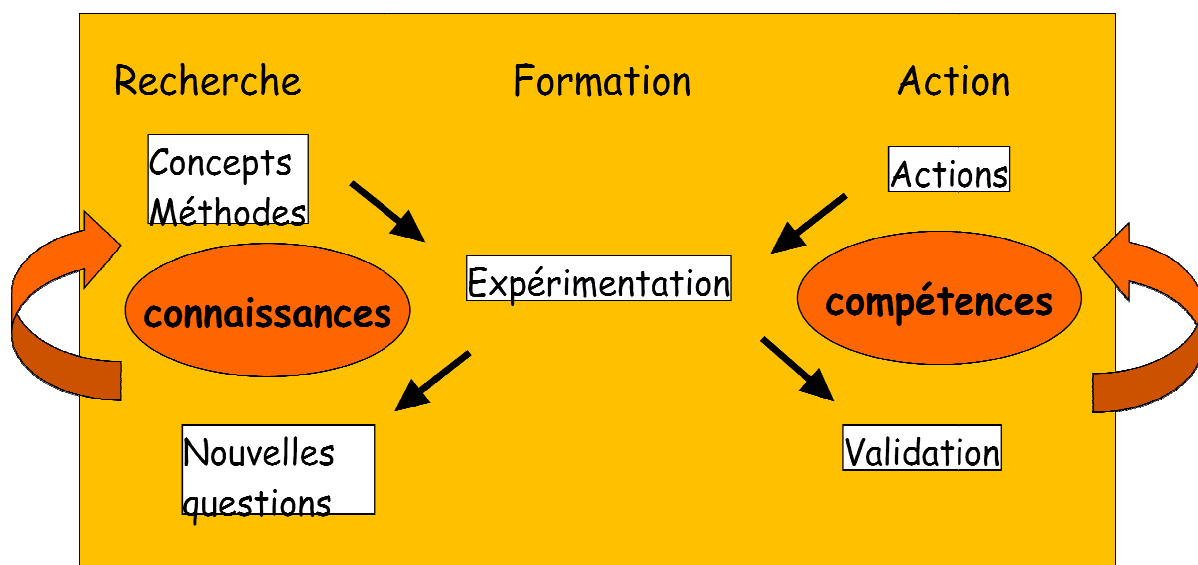 Recherche
Formation
Action
Concepts
Méthodes
Actions
Expérimentation
connaissances
compétences
Nouvelles
questions
Validation